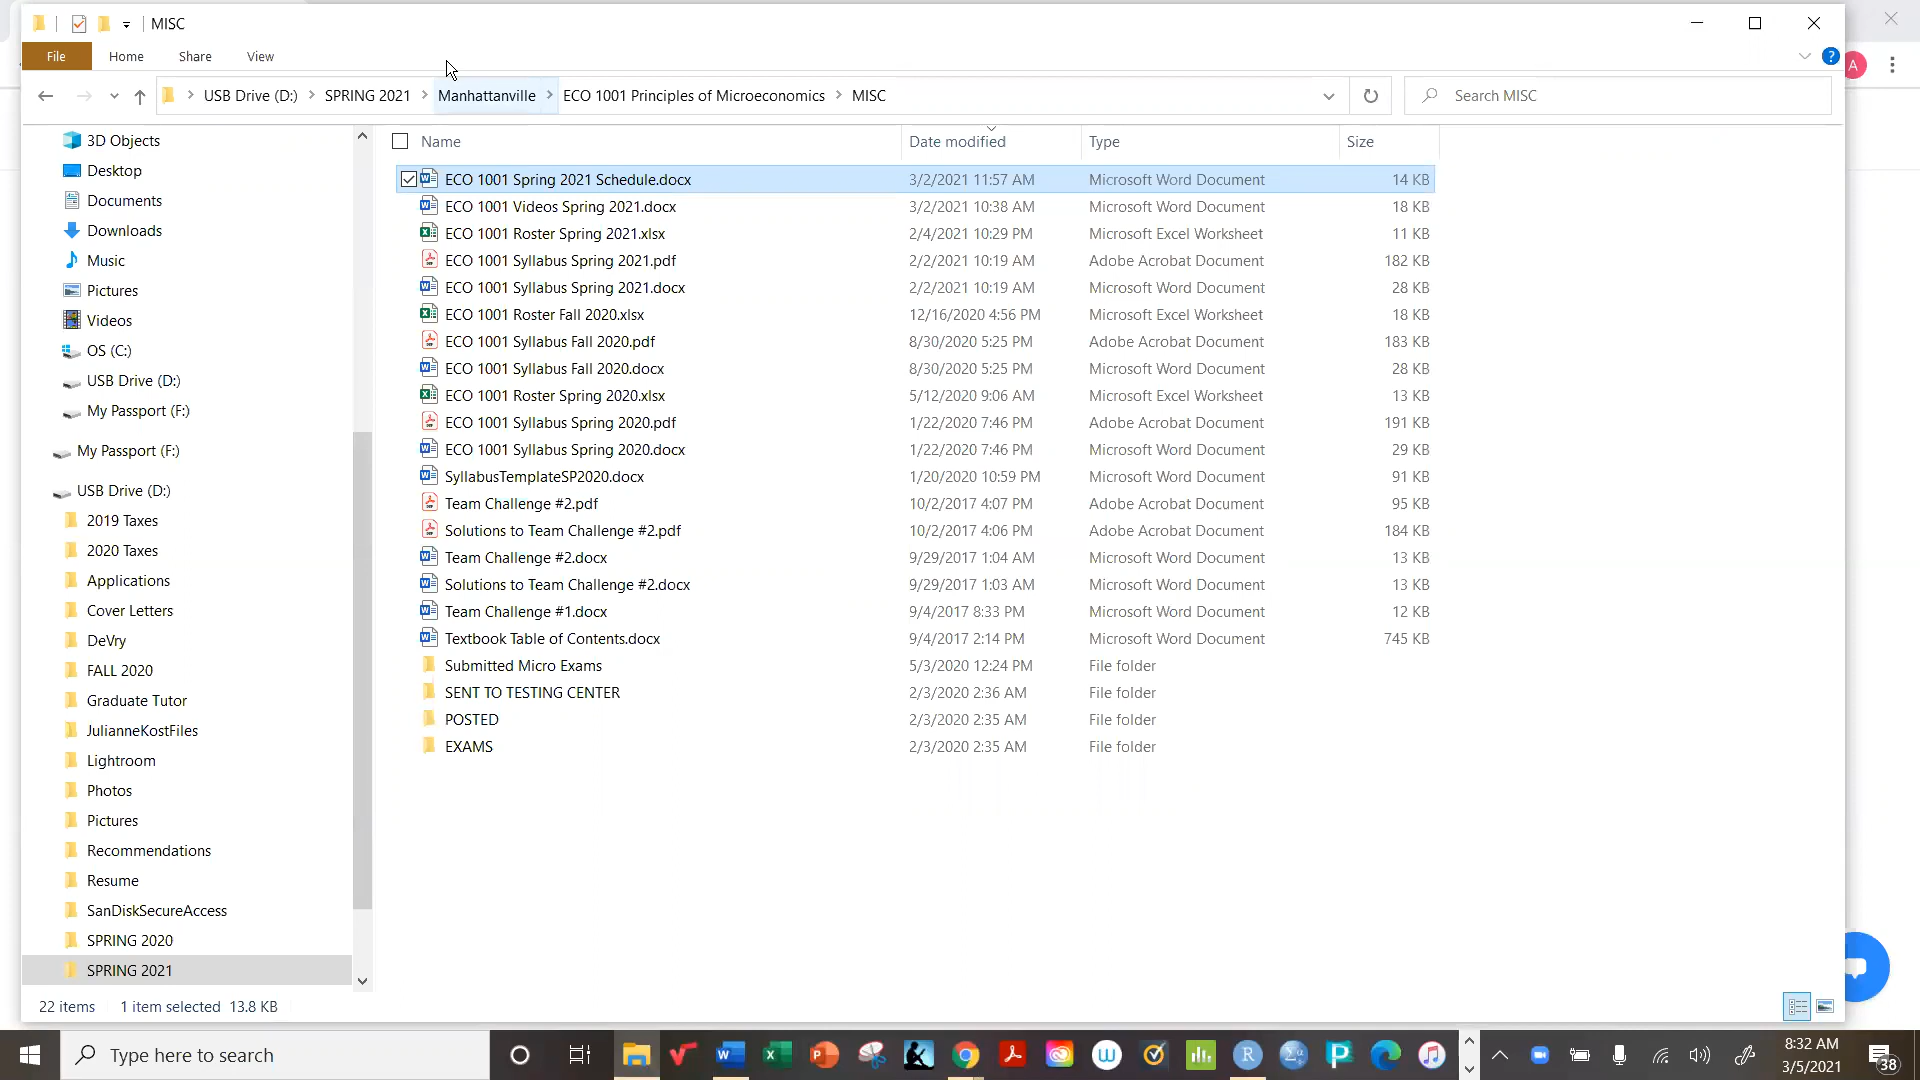 MISC
File Home Share View
A
USB Drive (D:) SPRING 2021 Manhattanville ECO 1001 Principles of Microeconomics MISC Search MISC
3D Objects
Desktop
Documents
Downloads
Music
Pictures
Videos
OS (C:)
USB Drive (D:)
My Passport (F:)
My Passport (F:)
USB Drive (D:)
2019 Taxes
2020 Taxes
Applications
Cover Letters
DeVry
FALL 2020
Graduate Tutor
JulianneKostFiles
Lightroom
Photos
Pictures
Recommendations
Resume
SanDiskSecureAccess
SPRING 2020
SPRING 2021
Name Date modified Type Size
ECO 1001 Spring 2021 Schedule.docx 3/2/2021 11:57 AM Microsoft Word Document 14 KB
ECO 1001 Videos Spring 2021.docx 3/2/2021 10:38 AM Microsoft Word Document 18 KB
ECO 1001 Roster Spring 2021.xlsx 2/4/2021 10:29 PM Microsoft Excel Worksheet 11 KB
ECO 1001 Syllabus Spring 2021.pdf 2/2/2021 10:19 AM Adobe Acrobat Document 182 KB
ECO 1001 Syllabus Spring 2021.docx 2/2/2021 10:19 AM Microsoft Word Document 28 KB
ECO 1001 Roster Fall 2020.xlsx 12/16/2020 4:56 PM Microsoft Excel Worksheet 18 KB
ECO 1001 Syllabus Fall 2020.pdf 8/30/2020 5:25 PM Adobe Acrobat Document 183 KB
ECO 1001 Syllabus Fall 2020.docx 8/30/2020 5:25 PM Microsoft Word Document 28 KB
ECO 1001 Roster Spring 2020.xlsx 5/12/2020 9:06 AM Microsoft Excel Worksheet 13 KB
ECO 1001 Syllabus Spring 2020.pdf 1/22/2020 7:46 PM Adobe Acrobat Document 191 KB
ECO 1001 Syllabus Spring 2020.docx 1/22/2020 7:46 PM Microsoft Word Document 29 KB
SyllabusTemplateSP2020.docx 1/20/2020 10:59 PM Microsoft Word Document 91 KB
Team Challenge #2.pdf 10/2/2017 4:07 PM Adobe Acrobat Document 95 KB
Solutions to Team Challenge #2.pdf 10/2/2017 4:06 PM Adobe Acrobat Document 184 KB
Team Challenge #2.docx 9/29/2017 1:04 AM Microsoft Word Document 13 KB
Solutions to Team Challenge #2.docx 9/29/2017 1:03 AM Microsoft Word Document 13 KB
Team Challenge #1.docx 9/4/2017 8:33 PM Microsoft Word Document 12 KB
Textbook Table of Contents.docx 9/4/2017 2:14 PM Microsoft Word Document 745 KB
Submitted Micro Exams 5/3/2020 12:24 PM File folder
SENT TO TESTING CENTER 2/3/2020 2:36 AM File folder
POSTED 2/3/2020 2:35 AM File folder
EXAMS 2/3/2020 2:35 AM File folder
22 items 1 item selected 13.8 KB
Type here to search
8:32 AM
3/5/2021
38